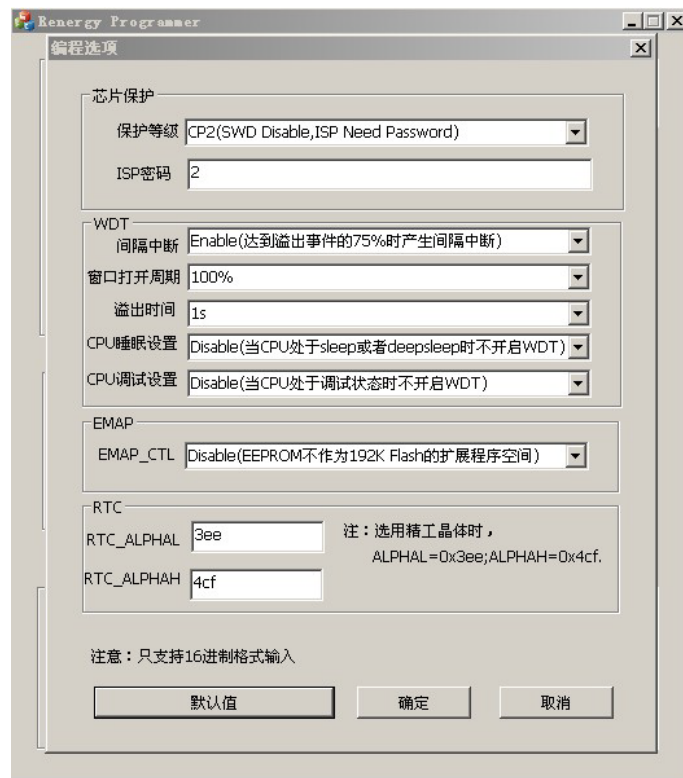 Renergy Programmer
编程选项
芯片保护
保护等级 CP2(SWD Disable,ISP Need Password)
ISP密码 2
WDT
间隔中断 Enable(达到溢出事件的75%时产生间隔中断)
窗口打开周期 100%
溢出时间 1s
CPU睡眠设置 Disable(当CPU处于sleep或者deepsleep时不开启WDT)
CPU调试设置 Disable(当CPU处于调试状态时不开启WDT)
EMAP
EMAP_CTL Disable(EEPROM不作为192K Flash的扩展程序空间)
RTC
RTC_ALPHAL 3ee 注：选用精工晶体时，
ALPHAL=0x3ee;ALPHAH=0x4cf.
RTC_ALPHAH 4cf
注意：只支持16进制格式输入
默认值 确定 取消